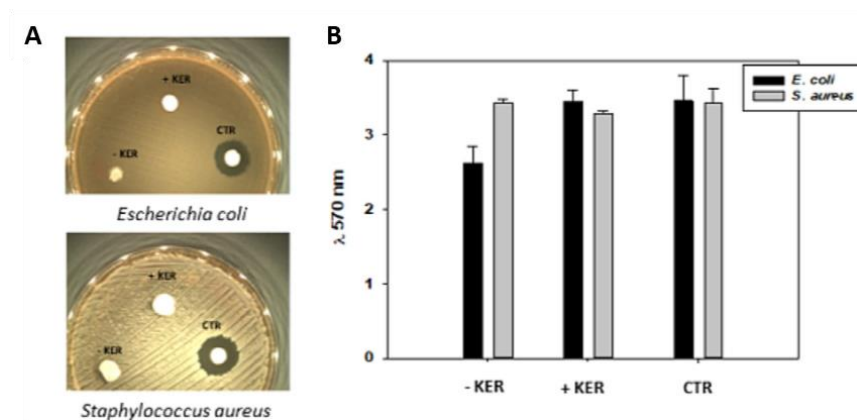 A
+ KER
CTR
- KER
Escherichia coli
+ KER
CTR
- KER
Staphylococcus aureus
B
4
3
2
1
0
λ 570 nm
E. coli
S. aureus
- KER
+ KER
CTR